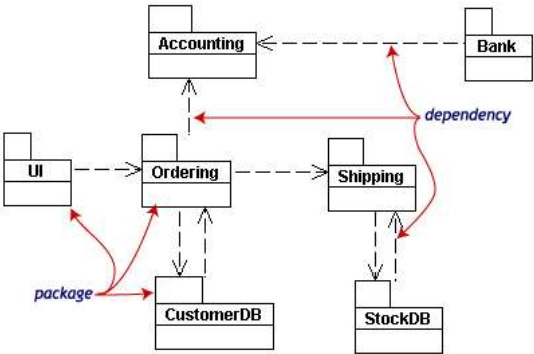 Accounting
Bank
dependency
UI
Ordering
Shipping
package
CustomerDB
StockDB